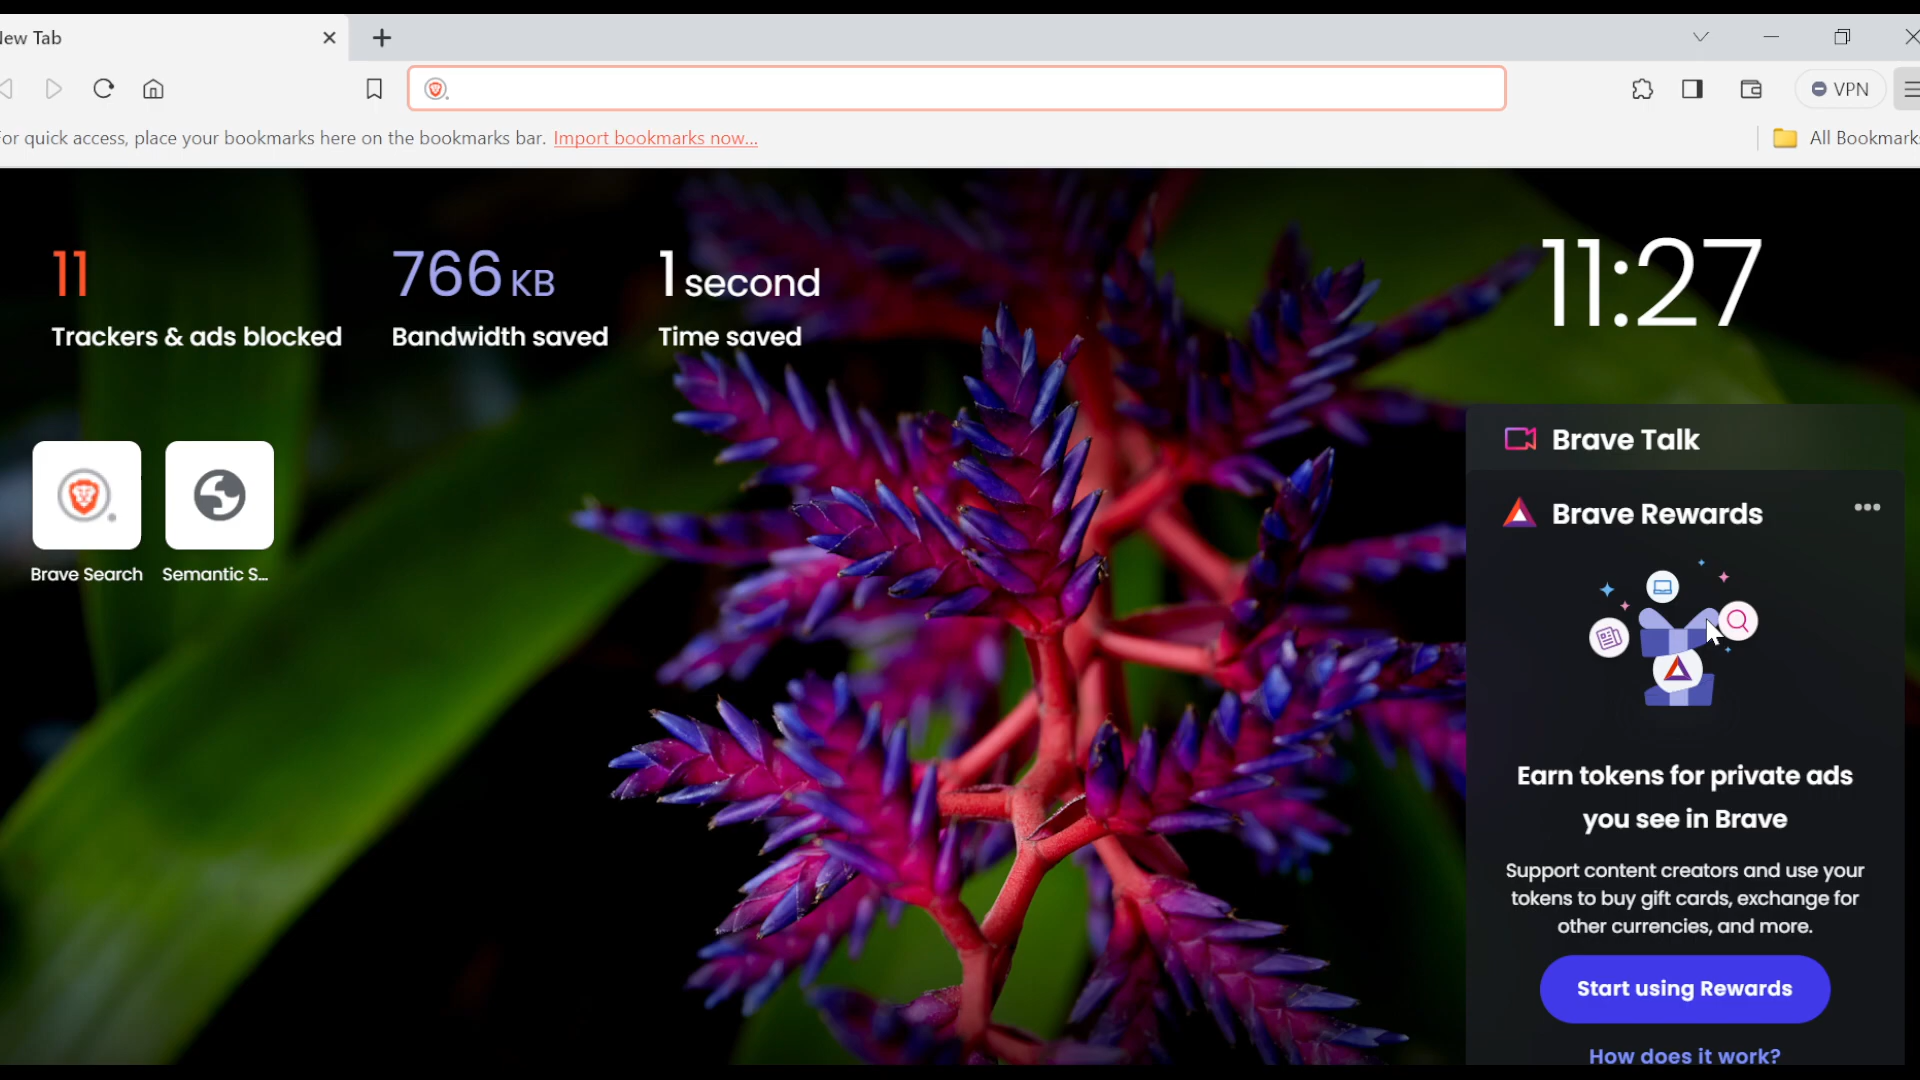 New Tab
VPN
For quick access, place your bookmarks here on the bookmarks bar. Import bookmarks now...
All Bookmarks
11
Trackers & ads blocked
766 KB
Bandwidth saved
1 second
Time saved
11:27
Brave Search
Semantic S...
Brave Talk
Brave Rewards
Earn tokens for private ads
you see in Brave
Support content creators and use your
tokens to buy gift cards, exchange for
other currencies, and more.
Start using Rewards
How does it work?